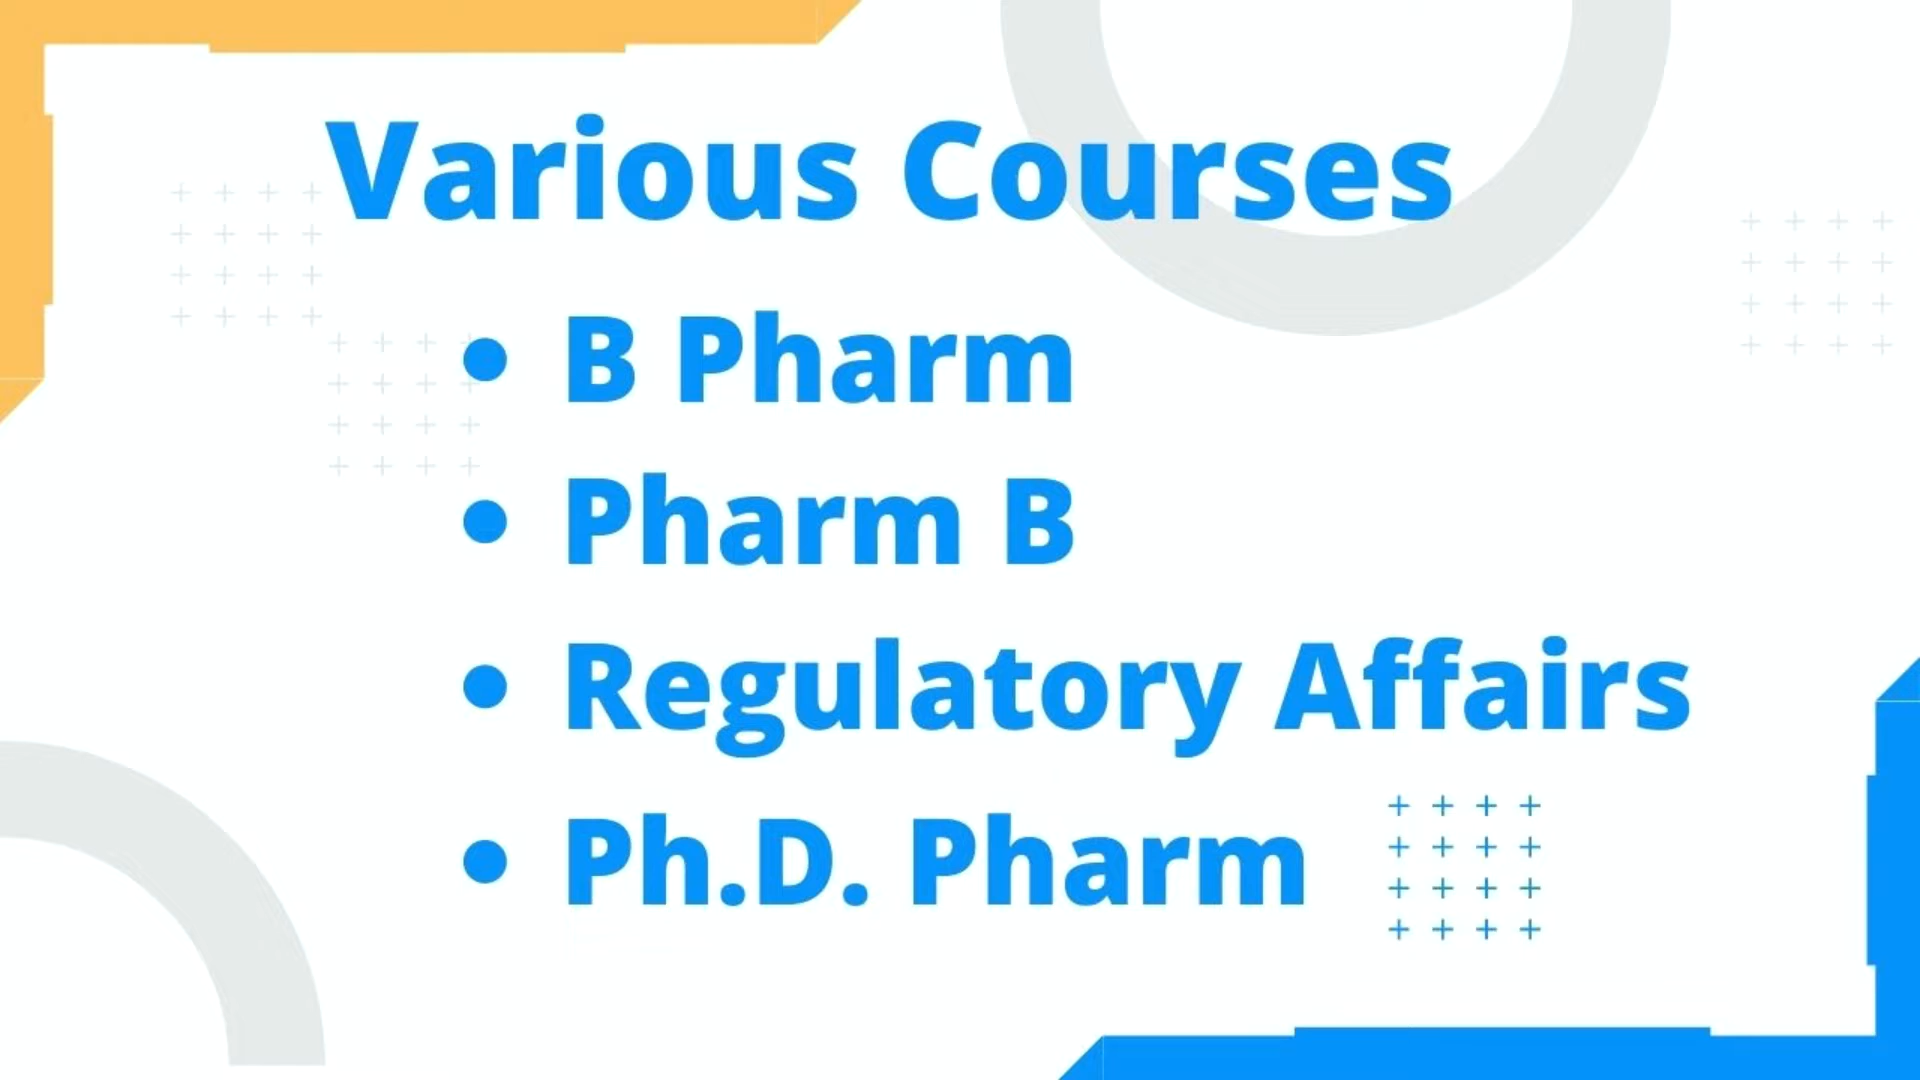 Various Courses
• B Pharm
• Pharm B
• Regulatory Affairs
• Ph.D. Pharm